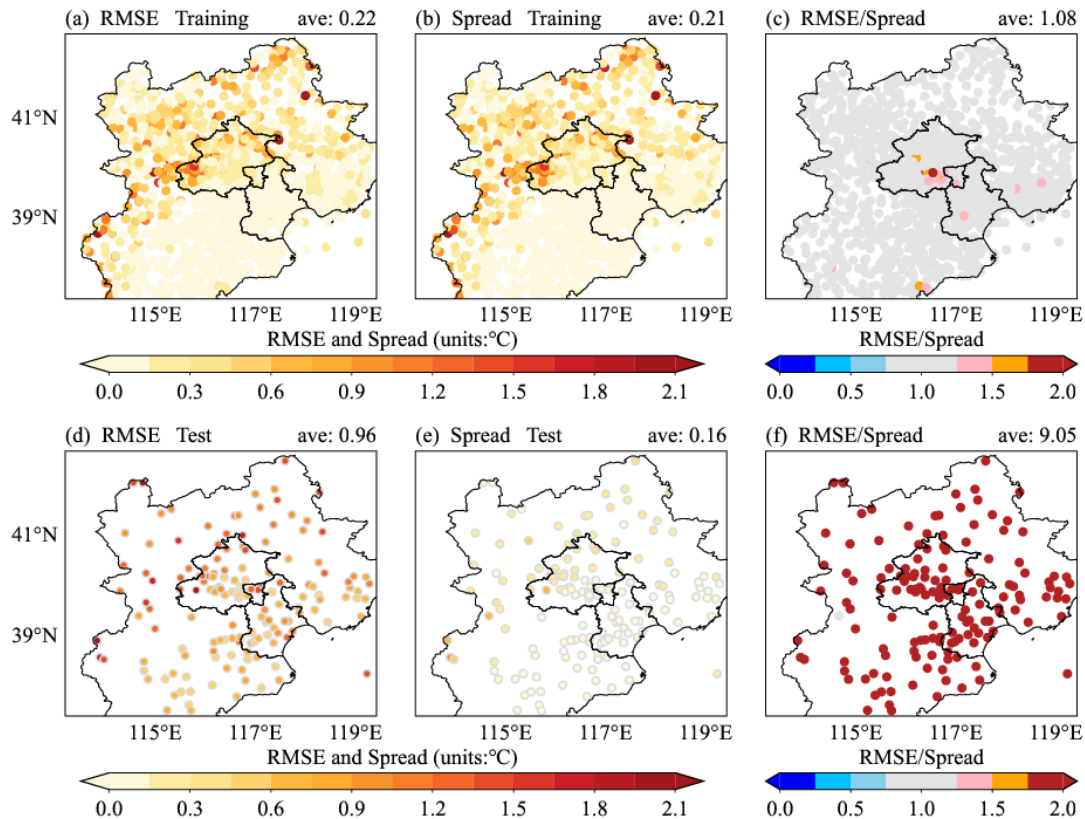 (a) RMSE Training ave: 0.22
(b) Spread Training ave: 0.21
(c) RMSE/Spread ave: 1.08
41°N
39°N
115°E 117°E 119°E
115°E 117°E 119°E
115°E 117°E 119°E
RMSE and Spread (units:°C)
0.0 0.3 0.6 0.9 1.2 1.5 1.8 2.1
RMSE/Spread
0.0 0.5 1.0 1.5 2.0
(d) RMSE Test ave: 0.96
(e) Spread Test ave: 0.16
(f) RMSE/Spread ave: 9.05
41°N
39°N
115°E 117°E 119°E
115°E 117°E 119°E
115°E 117°E 119°E
RMSE and Spread (units:°C)
0.0 0.3 0.6 0.9 1.2 1.5 1.8 2.1
RMSE/Spread
0.0 0.5 1.0 1.5 2.0